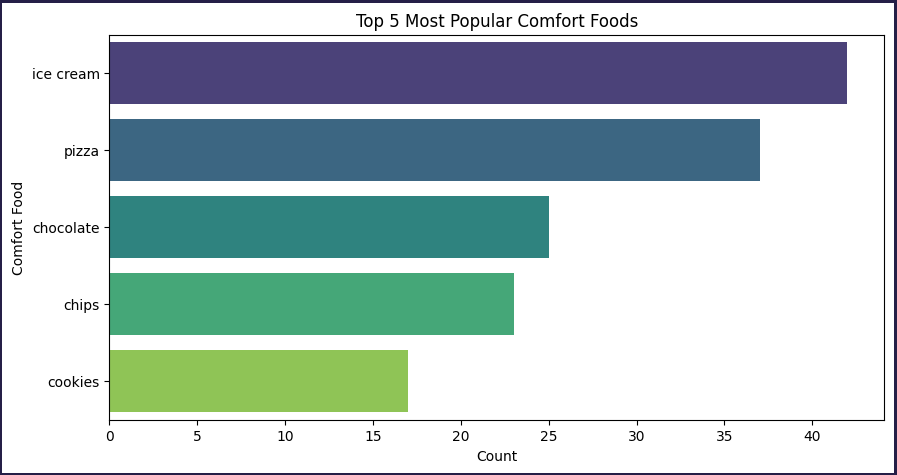 Top 5 Most Popular Comfort Foods
ice cream
pizza
chocolate
chips
cookies
Comfort Food
0 5 10 15 20 25 30 35 40
Count